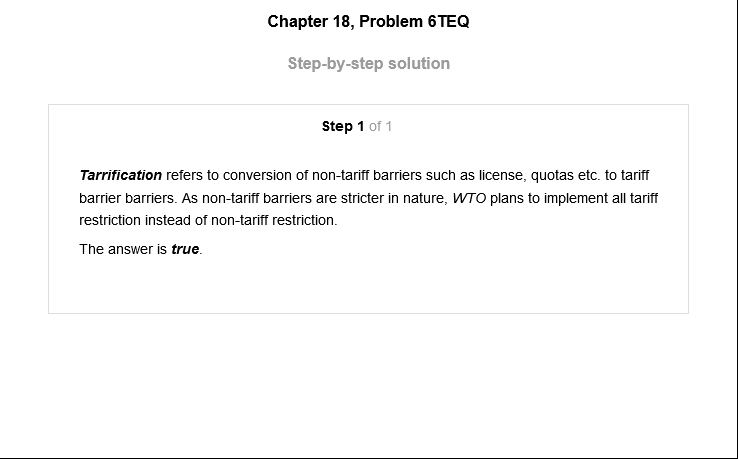 Chapter 18, Problem 6TEQ
Step-by-step solution
Step 1 of 1
Tarrification refers to conversion of non-tariff barriers such as license, quotas etc. to tariff
barrier barriers. As non-tariff barriers are stricter in nature, WTO plans to implement all tariff
restriction instead of non-tariff restriction.
The answer is true.